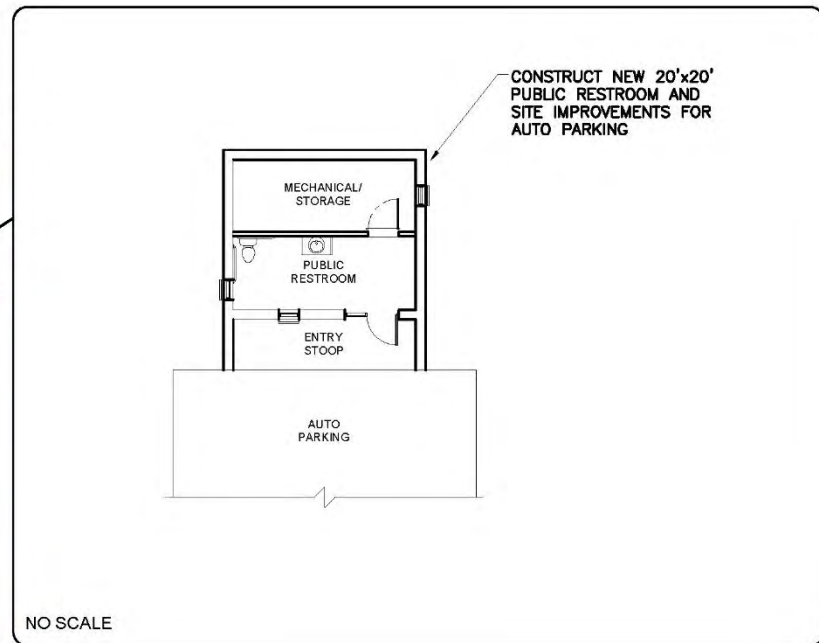 CONSTRUCT NEW 20'x20'
PUBLIC RESTROOM AND
SITE IMPROVEMENTS FOR
AUTO PARKING
MECHANICAL/
STORAGE
PUBLIC
RESTROOM
ENTRY
STOOP
AUTO
PARKING
NO SCALE